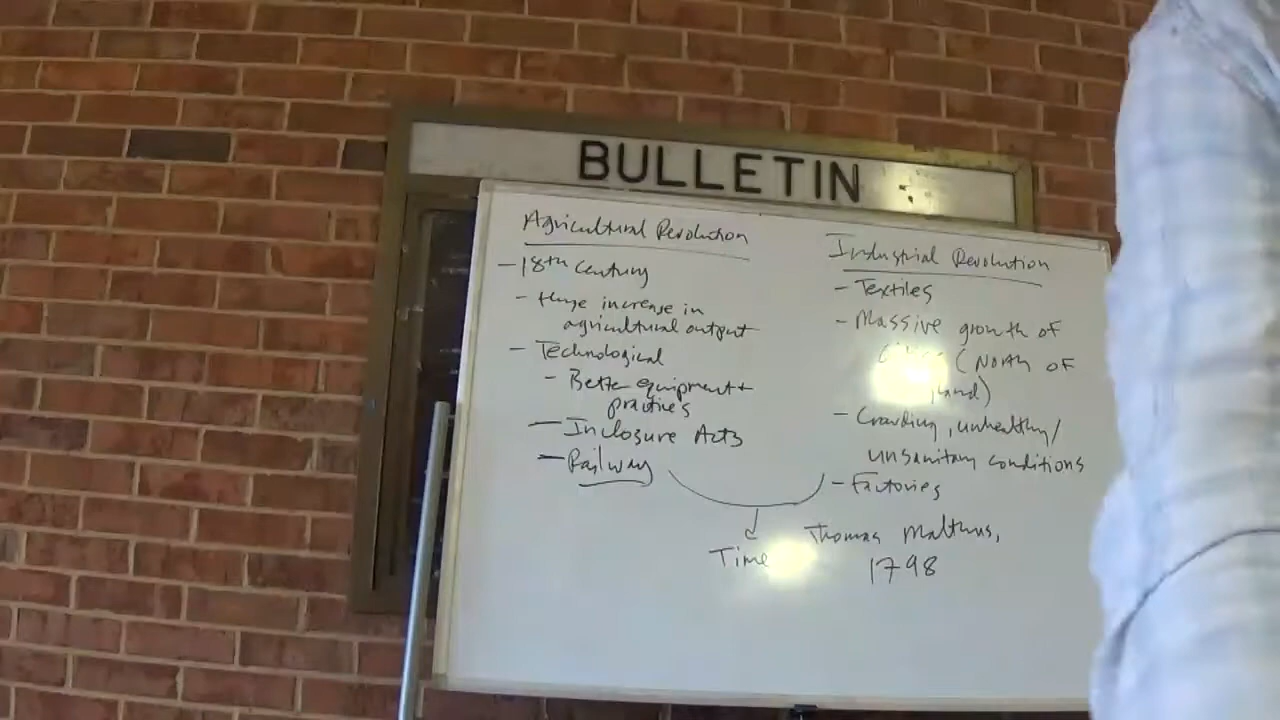 BULLETIN
Agricultural Revolution
- 18th Century
- Huge increase in
agricultural output
- Technological
- Better equipment +
practices
- Inclosure Acts
- Railway
Industrial Revolution
- Textiles
- Massive growth of
(North of
- Crowding, unhealthy/
unsanitary conditions
- Factories
Time
Thomas Malthus,
1798